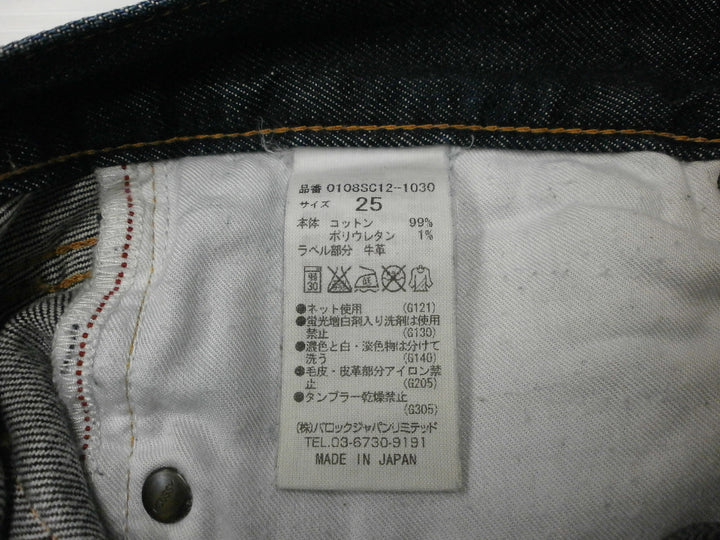 品番 0108SC12-1030
サイズ 25
本体 コットン 99%
ポリウレタン 1%
ラベル部分 牛革
30
●ネット使用 (G121)
●蛍光増白剤入り洗剤は使用
禁止 (G130)
●濃色と白・淡色物は分けて
洗う (G140)
●毛皮・皮革部分アイロン禁
止 (G205)
●タンブラー乾燥禁止
(G305)
(株)バロックジャパンリミテッド
TEL.03-6730-9191
MADE IN JAPAN